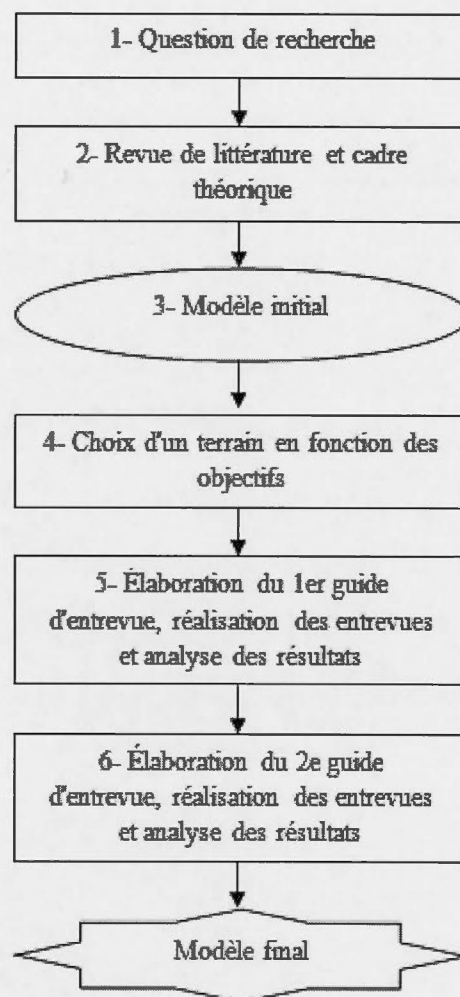 1- Question de recherche
2- Revue de littérature et cadre
théorique
3- Modèle initial
4- Choix d'un terrain en fonction des
objectifs
5- Élaboration du 1er guide
d'entrevue, réalisation des entrevues
et analyse des résultats
6- Élaboration du 2e guide
d'entrevue, réalisation des entrevues
et analyse des résultats
Modèle final